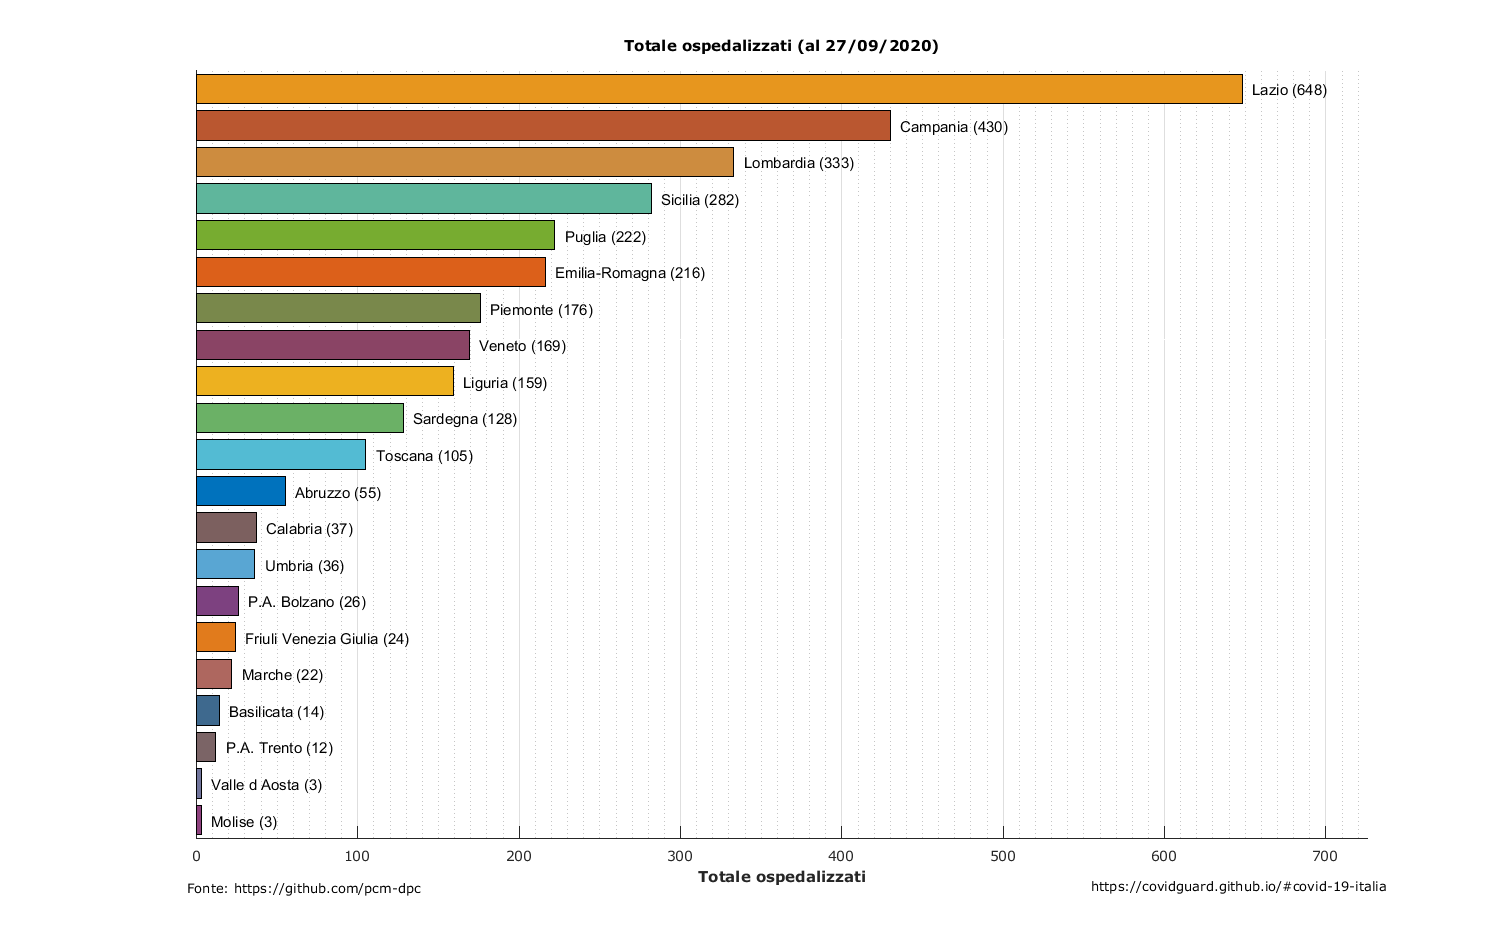 Totale ospedalizzati (al 27/09/2020)
Lazio (648)
Campania (430)
Lombardia (333)
Sicilia (282)
Puglia (222)
Emilia-Romagna (216)
Piemonte (176)
Veneto (169)
Liguria (159)
Sardegna (128)
Toscana (105)
Abruzzo (55)
Calabria (37)
Umbria (36)
P.A. Bolzano (26)
Friuli Venezia Giulia (24)
Marche (22)
Basilicata (14)
P.A. Trento (12)
Valle d Aosta (3)
Molise (3)
0 100 200 300 400 500 600 700
Totale ospedalizzati
Fonte: https://github.com/pcm-dpc
https://covidguard.github.io/#covid-19-italia